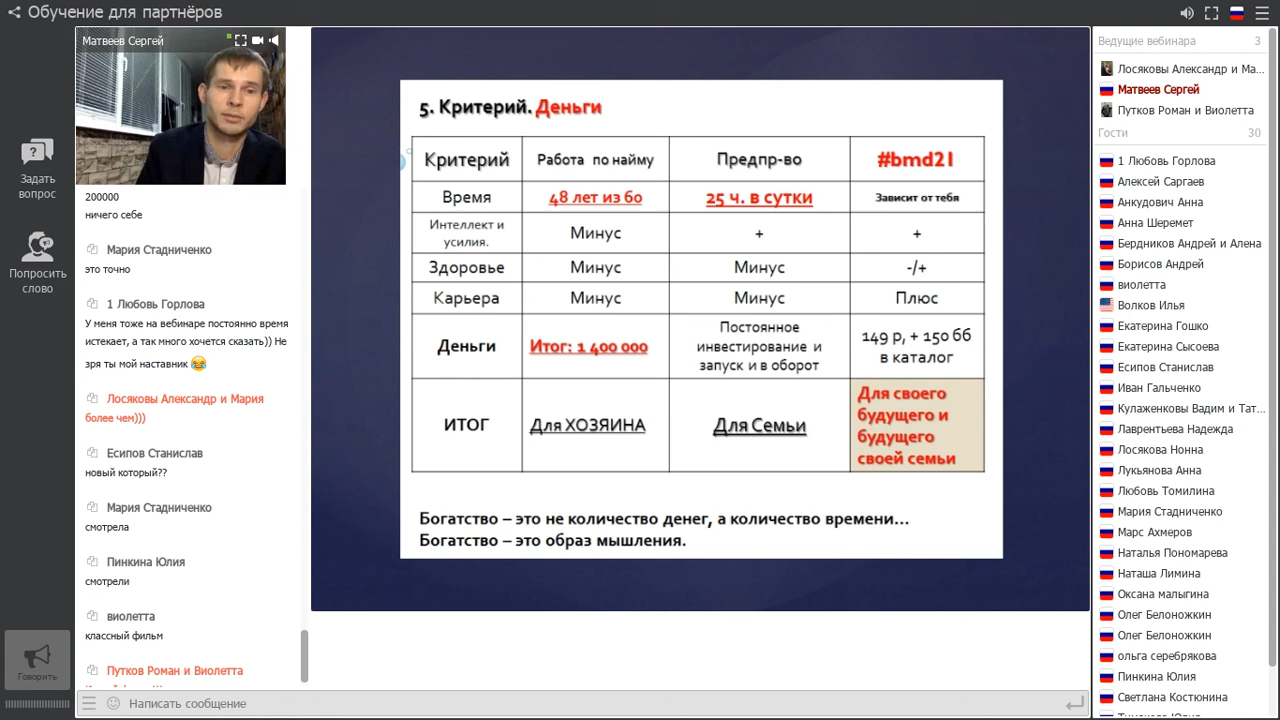 Обучение для партнёров
Матвеев Сергей
Задать
вопрос
Попросить
слово
Говорить
200000
ничего себе
Мария Стадниченко
это точно
1 Любовь Горлова
У меня тоже на вебинаре постоянно время
истекает, а так много хочется сказать)) Не
зря ты мой наставник 😂
Лосяковы Александр и Мария
более чем)))
Есипов Станислав
новый который??
Мария Стадниченко
смотрела
Пинкина Юлия
смотрели
виолетта
классный фильм
Путков Роман и Виолетта
Написать сообщение
5. Критерий. Деньги
Критерий
Работа по найму
Предпр-во
#bmd21
Время
48 лет из 60
25 ч. в сутки
Зависит от тебя
Интеллект и
усилия.
Минус
+
+
Здоровье
Минус
Минус
-/+
Карьера
Минус
Минус
Плюс
Деньги
Итог: 1 400 000
Постоянное
инвестирование и
запуск и в оборот
149 р, + 150 бб
в каталог
ИТОГ
Для ХОЗЯИНА
Для Семьи
Для своего
будущего и
будущего
своей семьи
Богатство – это не количество денег, а количество времени...
Богатство – это образ мышления.
Ведущие вебинара 3
Лосяковы Александр и Ма...
Матвеев Сергей
Путков Роман и Виолетта
Гости 30
1 Любовь Горлова
Алексей Саргаев
Анкудович Анна
Анна Шеремет
Бердников Андрей и Алена
Борисов Андрей
виолетта
Волков Илья
Екатерина Гошко
Екатерина Сысоева
Есипов Станислав
Иван Гальченко
Кулаженковы Вадим и Тат...
Лаврентьева Надежда
Лосякова Нонна
Лукьянова Анна
Любовь Томилина
Мария Стадниченко
Марс Ахмеров
Наталья Пономарева
Наташа Лимина
Оксана малыгина
Олег Белоножкин
Олег Белоножкин
ольга серебрякова
Пинкина Юлия
Светлана Костюнина